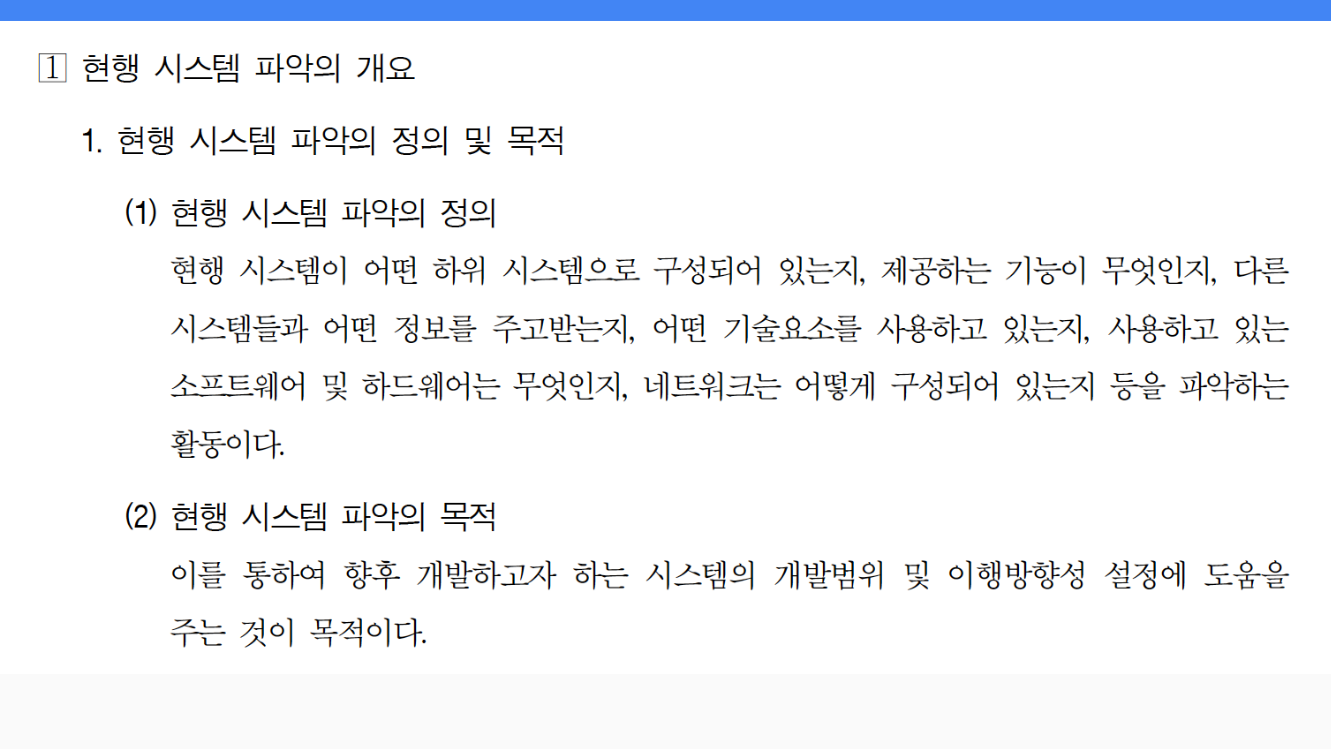 1 현행 시스템 파악의 개요
1. 현행 시스템 파악의 정의 및 목적
(1) 현행 시스템 파악의 정의
현행 시스템이 어떤 하위 시스템으로 구성되어 있는지, 제공하는 기능이 무엇인지, 다른
시스템들과 어떤 정보를 주고받는지, 어떤 기술요소를 사용하고 있는지, 사용하고 있는
소프트웨어 및 하드웨어는 무엇인지, 네트워크는 어떻게 구성되어 있는지 등을 파악하는
활동이다.
(2) 현행 시스템 파악의 목적
이를 통하여 향후 개발하고자 하는 시스템의 개발범위 및 이행방향성 설정에 도움을
주는 것이 목적이다.